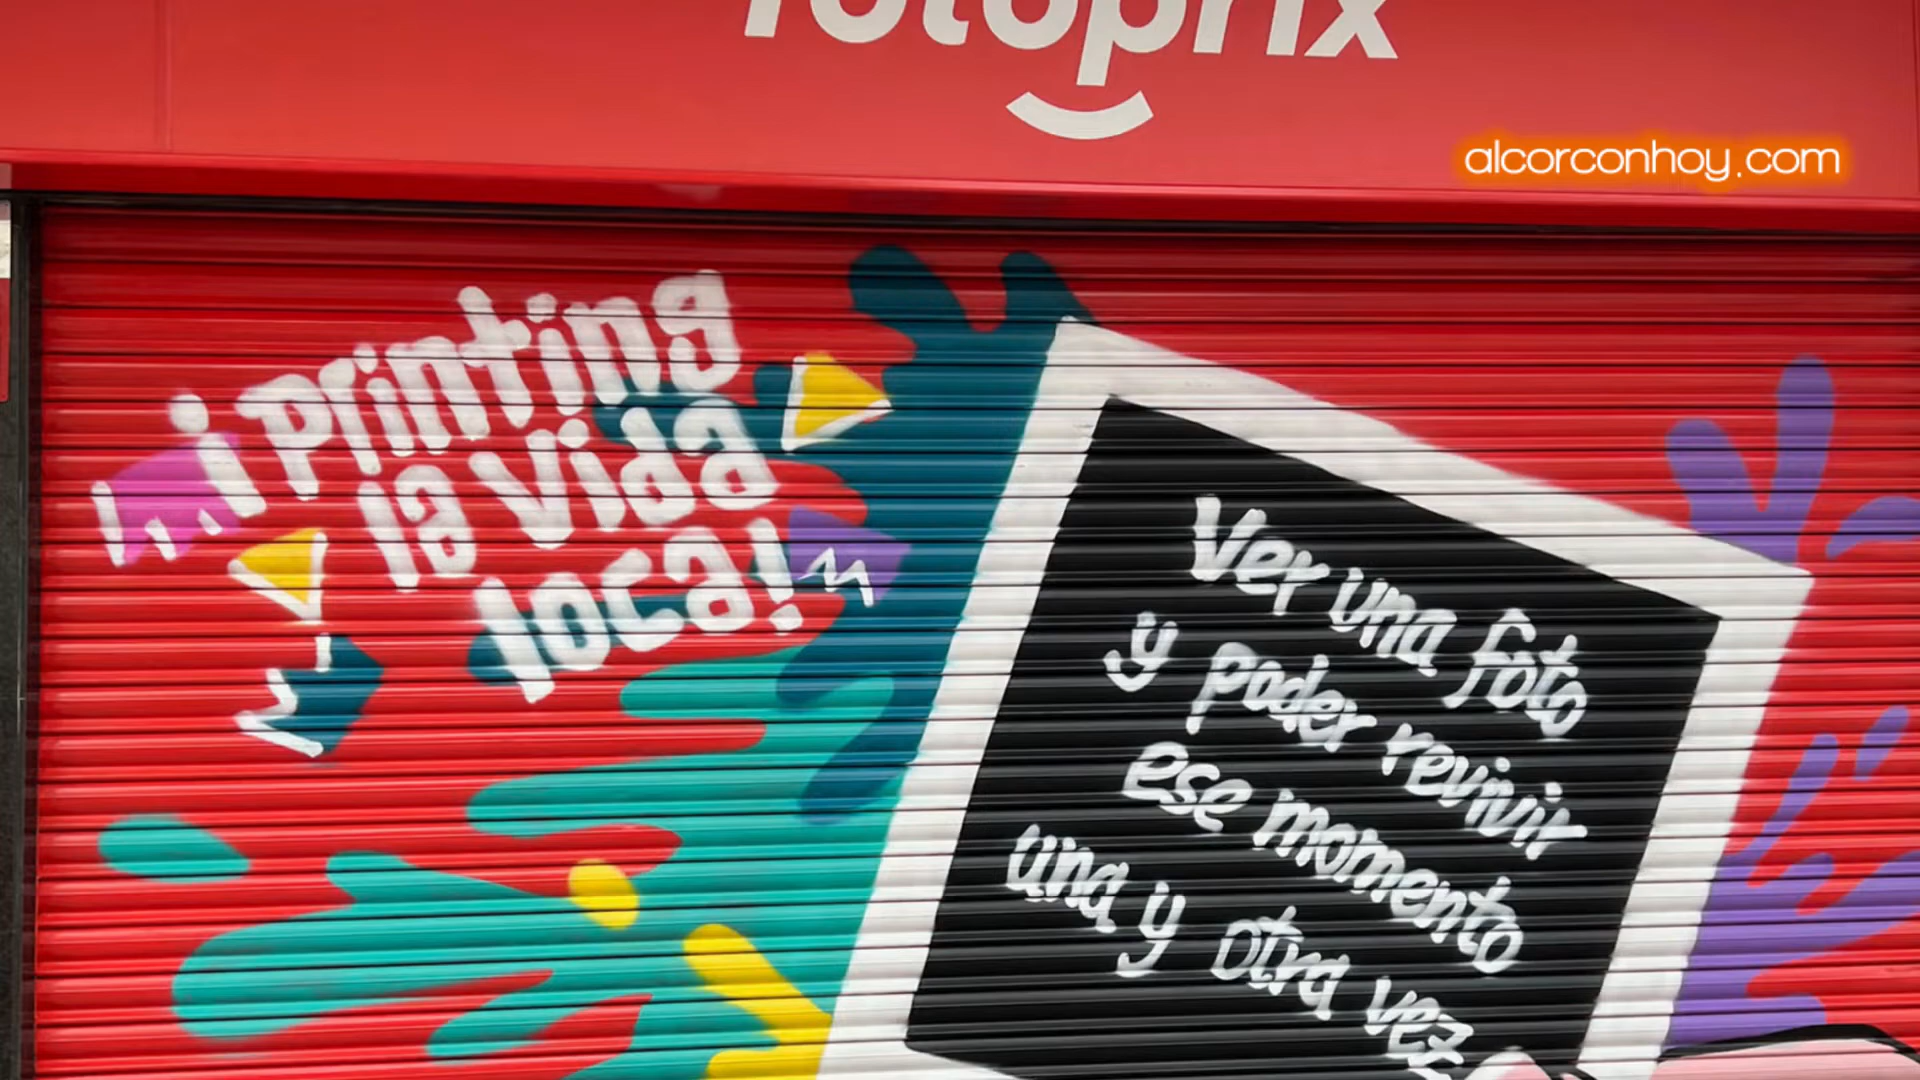 fotoprix
alcorconhoy.com
¡Printing
la Vida
loca!
Ver una foto
y poder revivir
ese momento
una y otra vez